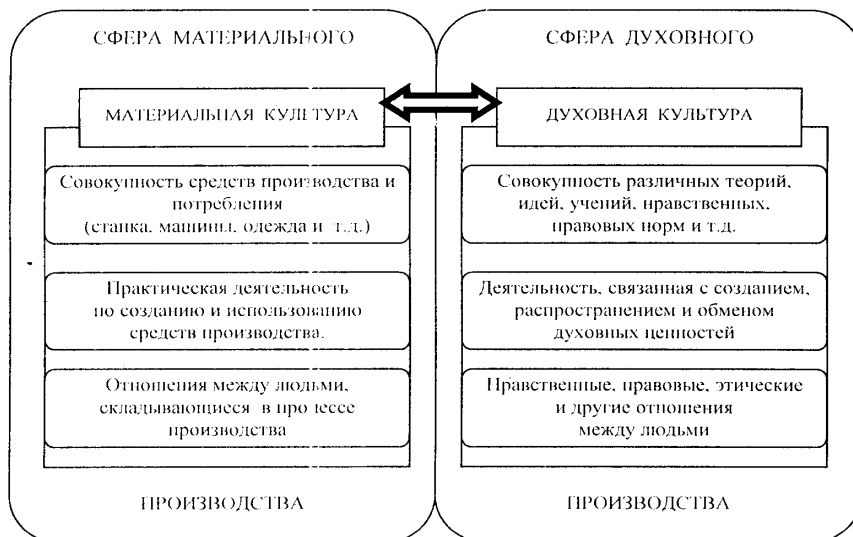 СФЕРА МАТЕРИАЛЬНОГО
МАТЕРИАЛЬНАЯ КУЛЬТУРА
Совокупность средств производства и
потребления
(станка, машины, одежда и т.д.)
Практическая деятельность
по созданию и использованию
средств производства.
Отношения между людьми,
складывающиеся в процессе
производства
ПРОИЗВОДСТВА
СФЕРА ДУХОВНОГО
ДУХОВНАЯ КУЛЬТУРА
Совокупность различных теорий,
идей, учений, нравственных,
правовых норм и т.д.
Деятельность, связанная с созданием,
распространением и обменом
духовных ценностей
Нравственные, правовые, этические
и другие отношения
между людьми
ПРОИЗВОДСТВА